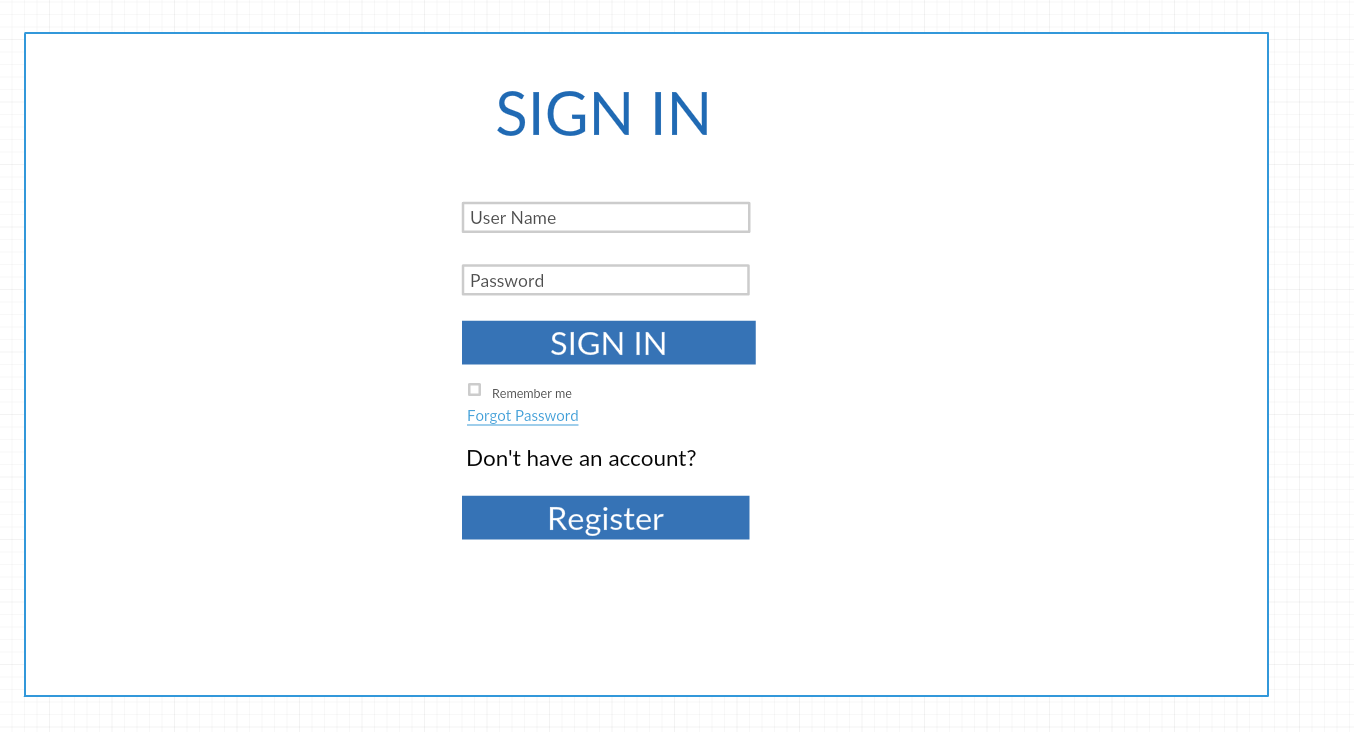 SIGN IN
User Name
Password
SIGN IN
Remember me
Forgot Password
Don't have an account?
Register